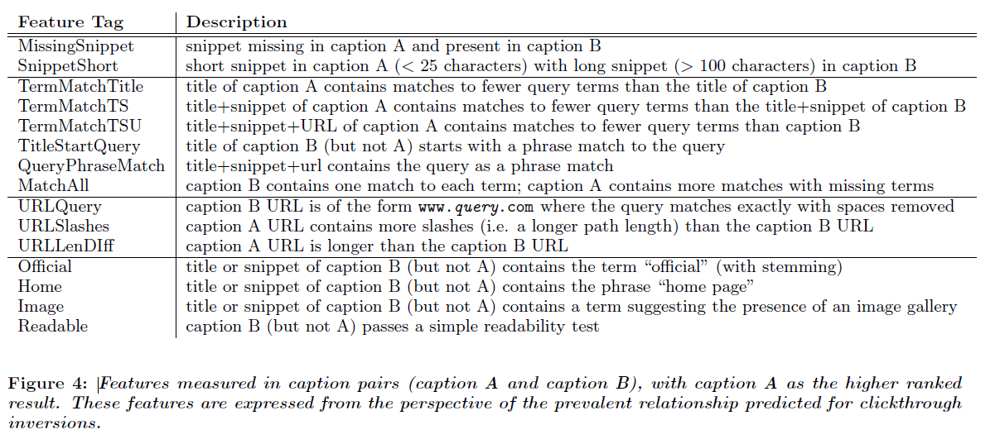 Feature Tag Description
MissingSnippet snippet missing in caption A and present in caption B
SnippetShort short snippet in caption A (< 25 characters) with long snippet (> 100 characters) in caption B
TermMatchTitle title of caption A contains matches to fewer query terms than the title of caption B
TermMatchTS title+snippet of caption A contains matches to fewer query terms than the title+snippet of caption B
TermMatchTSU title+snippet+URL of caption A contains matches to fewer query terms than caption B
TitleStartQuery title of caption B (but not A) starts with a phrase match to the query
QueryPhraseMatch title+snippet+url contains the query as a phrase match
MatchAll caption B contains one match to each term; caption A contains more matches with missing terms
URLQuery caption B URL is of the form www.query.com where the query matches exactly with spaces removed
URLSlashes caption A URL contains more slashes (i.e. a longer path length) than the caption B URL
URLLenDIff caption A URL is longer than the caption B URL
Official title or snippet of caption B (but not A) contains the term “official” (with stemming)
Home title or snippet of caption B (but not A) contains the phrase “home page”
Image title or snippet of caption B (but not A) contains a term suggesting the presence of an image gallery
Readable caption B (but not A) passes a simple readability test
Figure 4: Features measured in caption pairs (caption A and caption B), with caption A as the higher ranked
result. These features are expressed from the perspective of the prevalent relationship predicted for clickthrough
inversions.